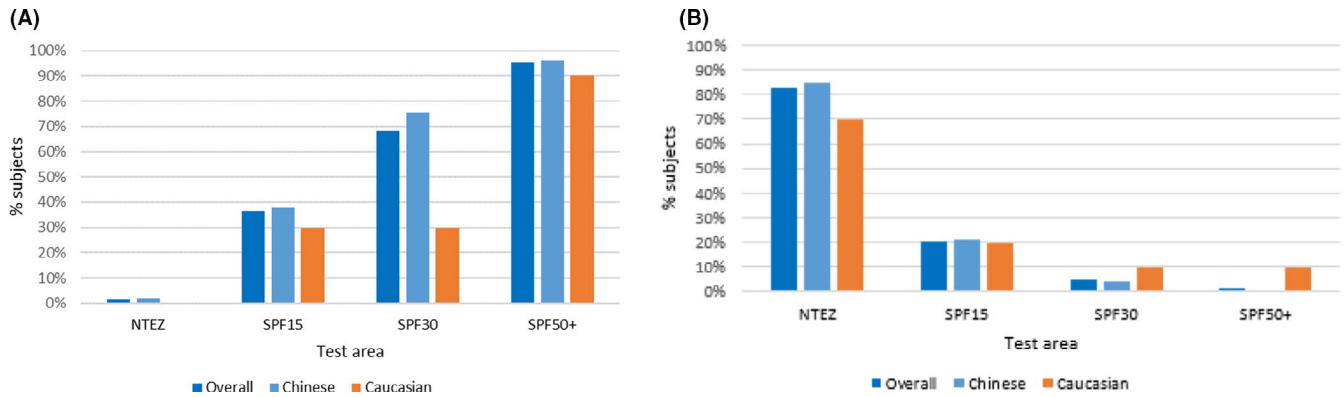 (A)
100%
90%
80%
70%
60%
50%
40%
30%
20%
10%
0%
% subjects
NTEZ SPF15 SPF30 SPF50+
Test area
Overall Chinese Caucasian
(B)
100%
90%
80%
70%
60%
50%
40%
30%
20%
10%
0%
% subjects
NTEZ SPF15 SPF30 SPF50+
Test area
Overall Chinese Caucasian